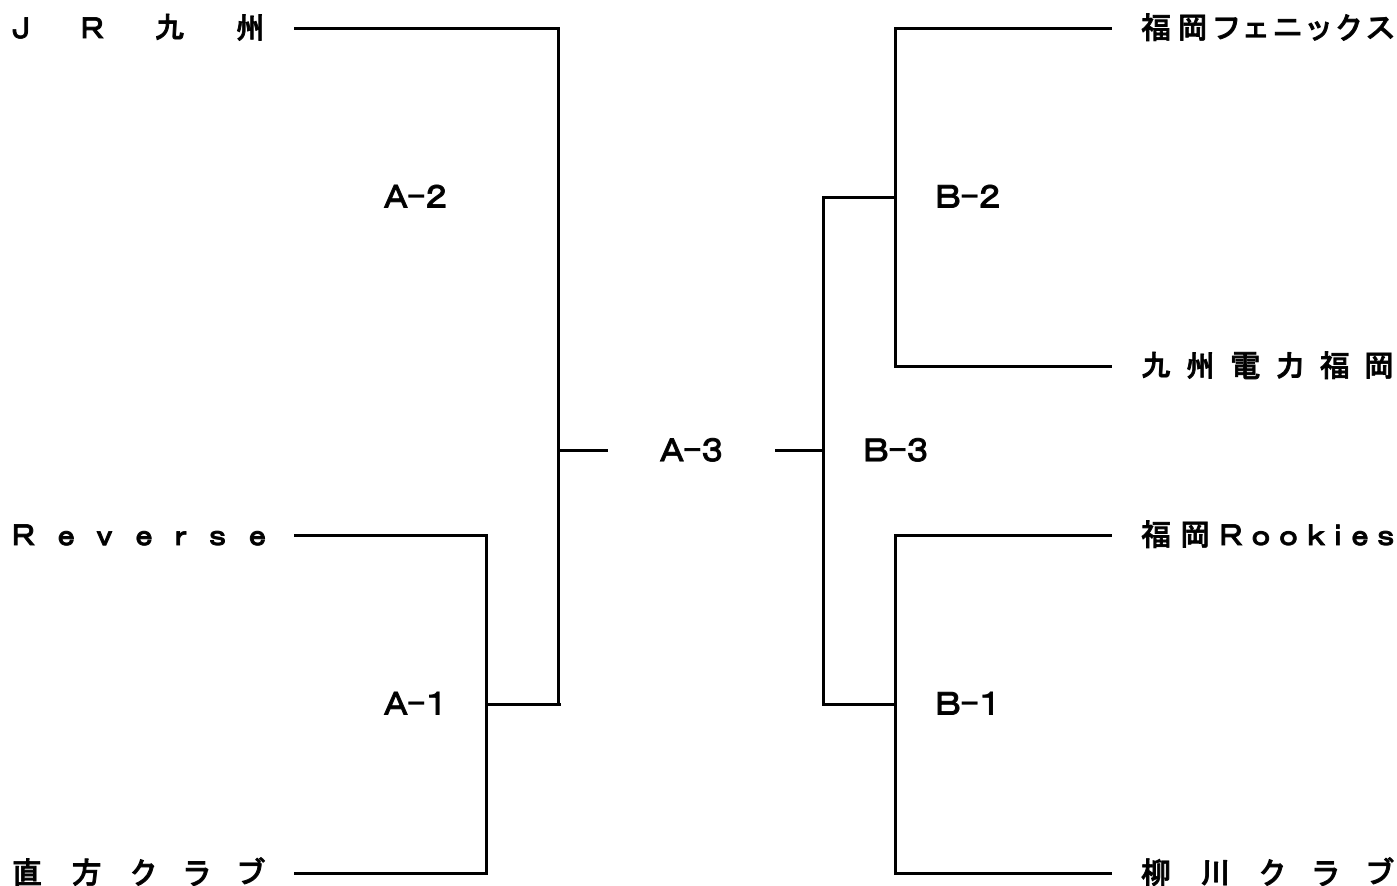 JR九州
福岡フェニックス
A-2
B-2
九州電力福岡
A-3
B-3
Reverse
福岡Rookies
A-1
B-1
直方クラブ
柳川クラブ